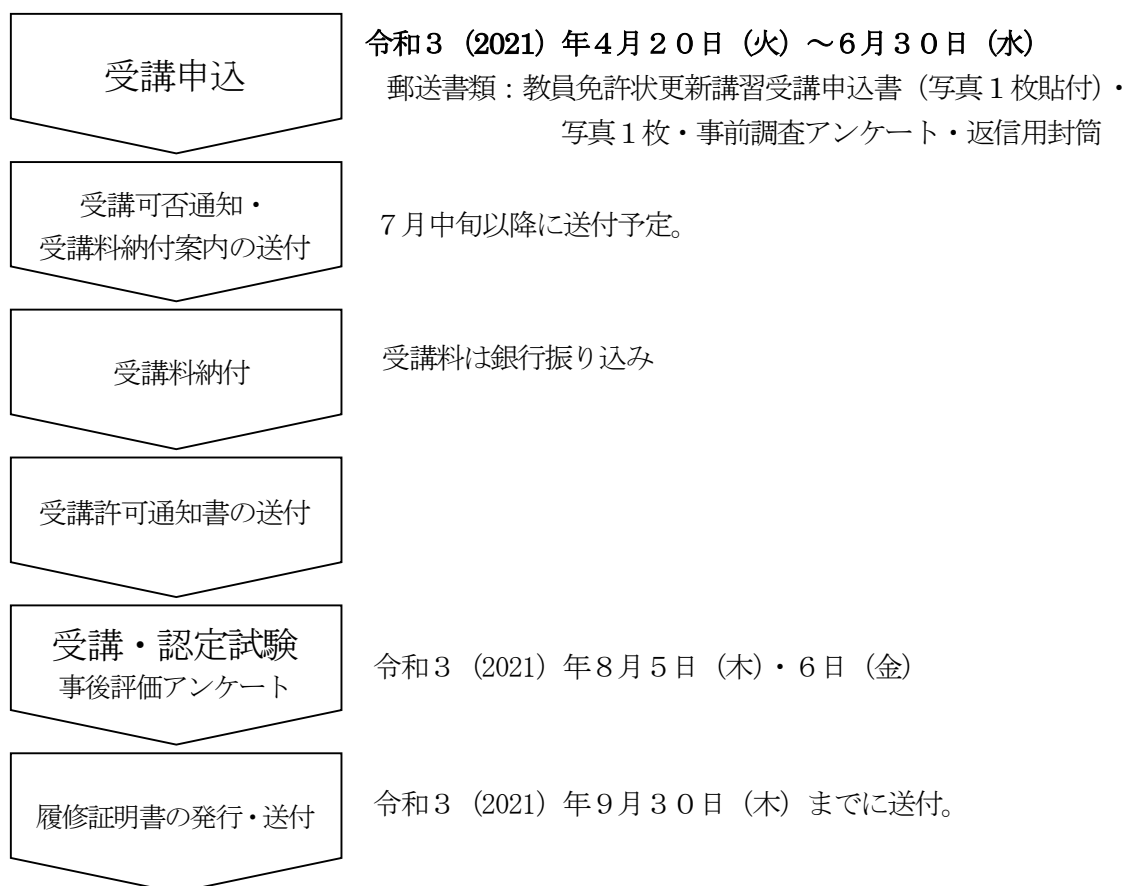 受講申込
令和3（2021）年4月20日（火）～6月30日（水）
郵送書類：教員免許状更新講習受講申込書（写真1枚貼付）・
写真1枚・事前調査アンケート・返信用封筒
受講可否通知・
受講料納付案内の送付
７月中旬以降に送付予定。
受講料納付
受講料は銀行振り込み
受講許可通知書の送付
受講・認定試験
事後評価アンケート
令和３（2021）年８月５日（木）・６日（金）
履修証明書の発行・送付
令和３（2021）年９月３０日（木）までに送付。